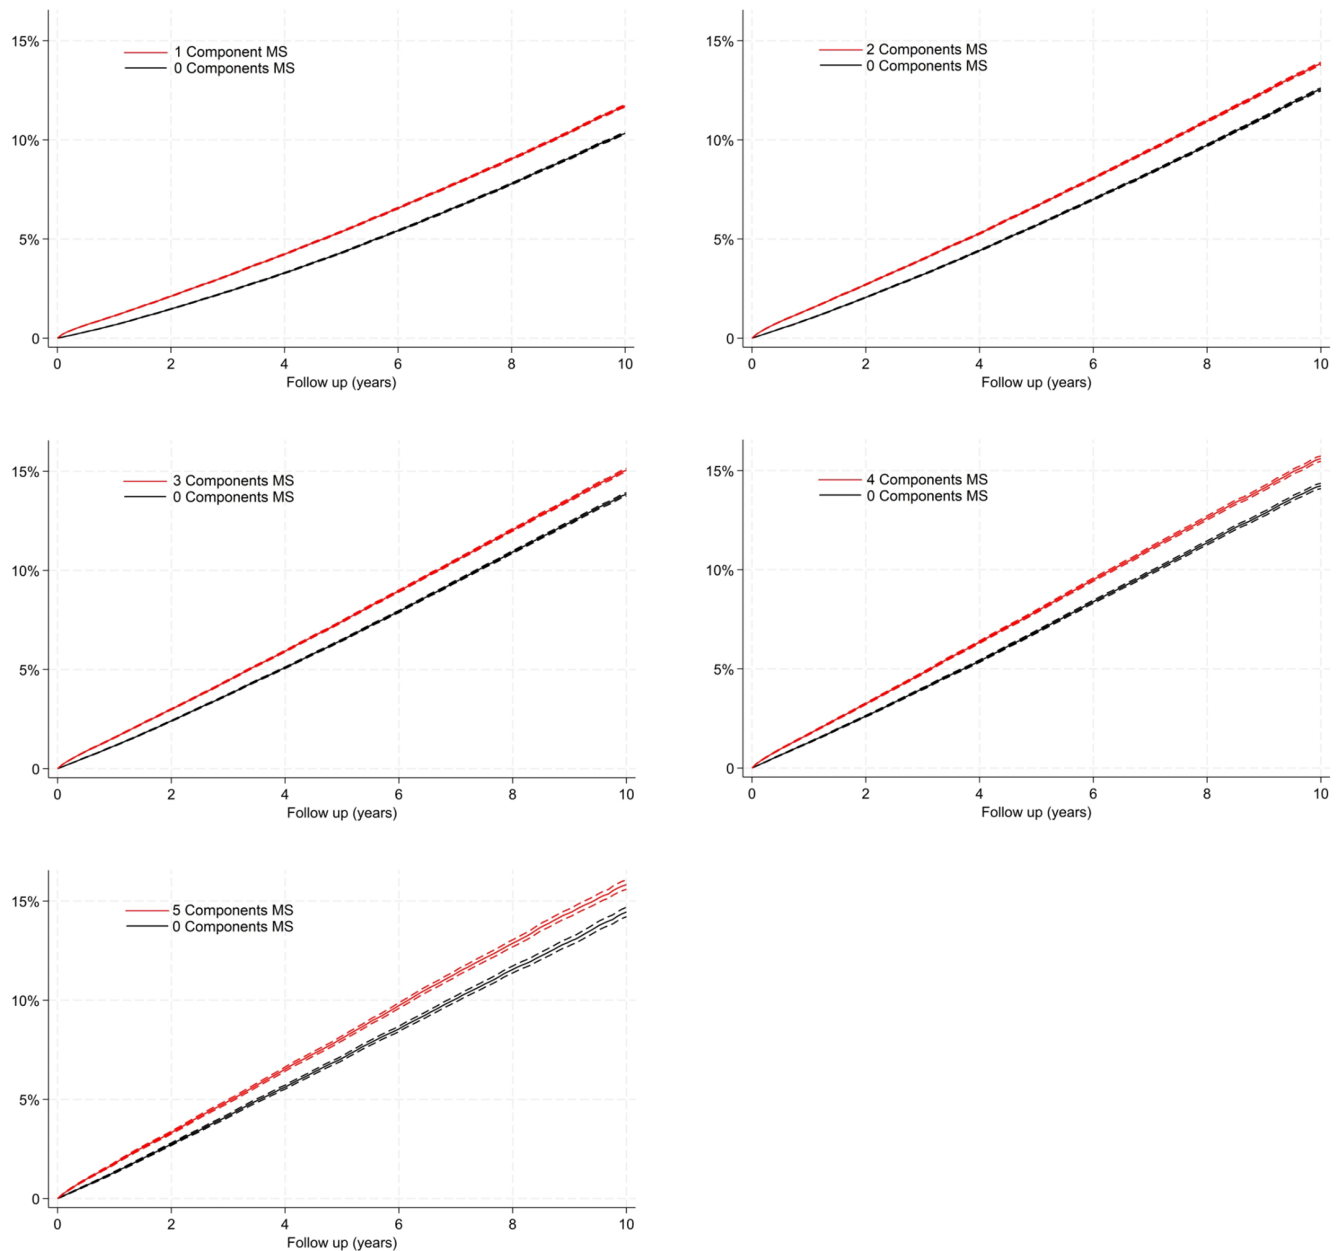 15%
10%
5%
0
1 Component MS
0 Components MS
0 2 4 6 8 10
Follow up (years)
15%
10%
5%
0
2 Components MS
0 Components MS
0 2 4 6 8 10
Follow up (years)
15%
10%
5%
0
3 Components MS
0 Components MS
0 2 4 6 8 10
Follow up (years)
15%
10%
5%
0
4 Components MS
0 Components MS
0 2 4 6 8 10
Follow up (years)
15%
10%
5%
0
5 Components MS
0 Components MS
0 2 4 6 8 10
Follow up (years)